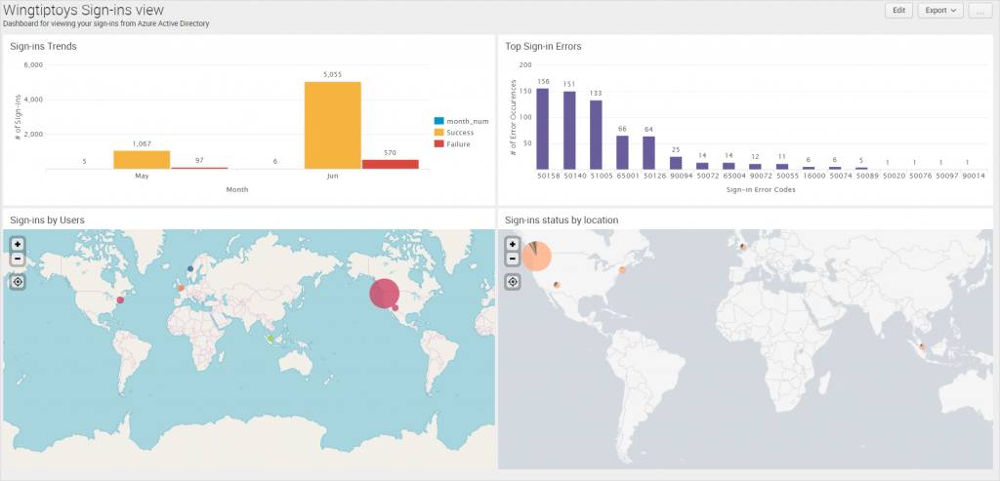 Wingtiptoys Sign-ins view
Dashboard for viewing your sign-ins from Azure Active Directory
Edit
Export
...
Sign-ins Trends
6,000
4,000
2,000
# of Sign-ins
5
1,067
97
6
5,055
570
May
Jun
Month
month_num
Success
Failure
Top Sign-in Errors
200
150
100
50
# of Error Occurences
156
151
133
66
64
25
14
14
12
11
6
6
5
1
1
1
1
50158 50140 51005 65001 50126 90094 50072 65004 90072 50055 16000 50074 50089 50020 50076 50097 90014
Sign-in Error Codes
Sign-ins by Users
+
−
Sign-ins status by location
+
−